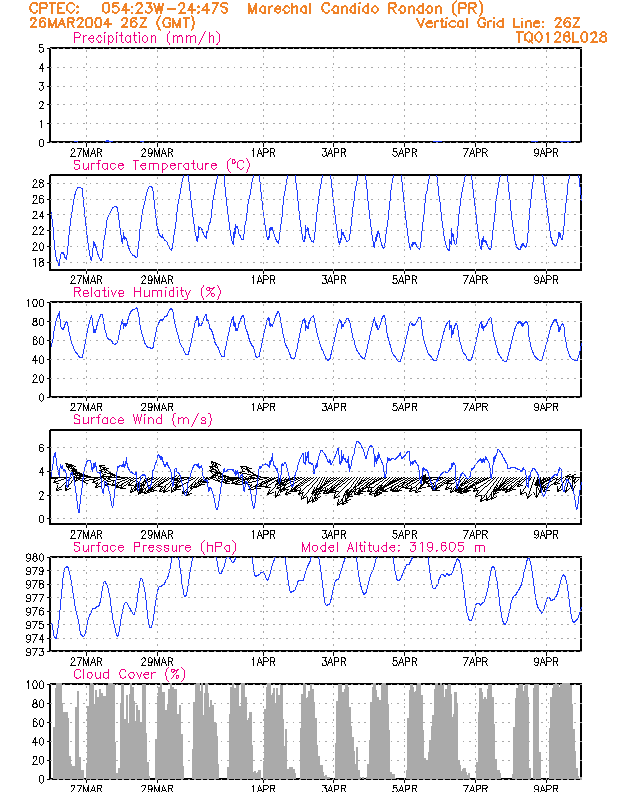 CPTEC: 054:23W-24:47S Marechal Candido Rondon (PR)
26MAR2004 26Z (GMT) Vertical Grid Line: 26Z
Precipitation (mm/h) TQ0126L028
5
4
3
2
1
0
27MAR 29MAR 1APR 3APR 5APR 7APR 9APR
Surface Temperature (°C)
28
26
24
22
20
18
27MAR 29MAR 1APR 3APR 5APR 7APR 9APR
Relative Humidity (%)
100
80
60
40
20
0
27MAR 29MAR 1APR 3APR 5APR 7APR 9APR
Surface Wind (m/s)
6
4
2
0
27MAR 29MAR 1APR 3APR 5APR 7APR 9APR
Surface Pressure (hPa) Model Altitude: 319.605 m
980
979
978
977
976
975
974
973
27MAR 29MAR 1APR 3APR 5APR 7APR 9APR
Cloud Cover (%)
100
80
60
40
20
0
27MAR 29MAR 1APR 3APR 5APR 7APR 9APR